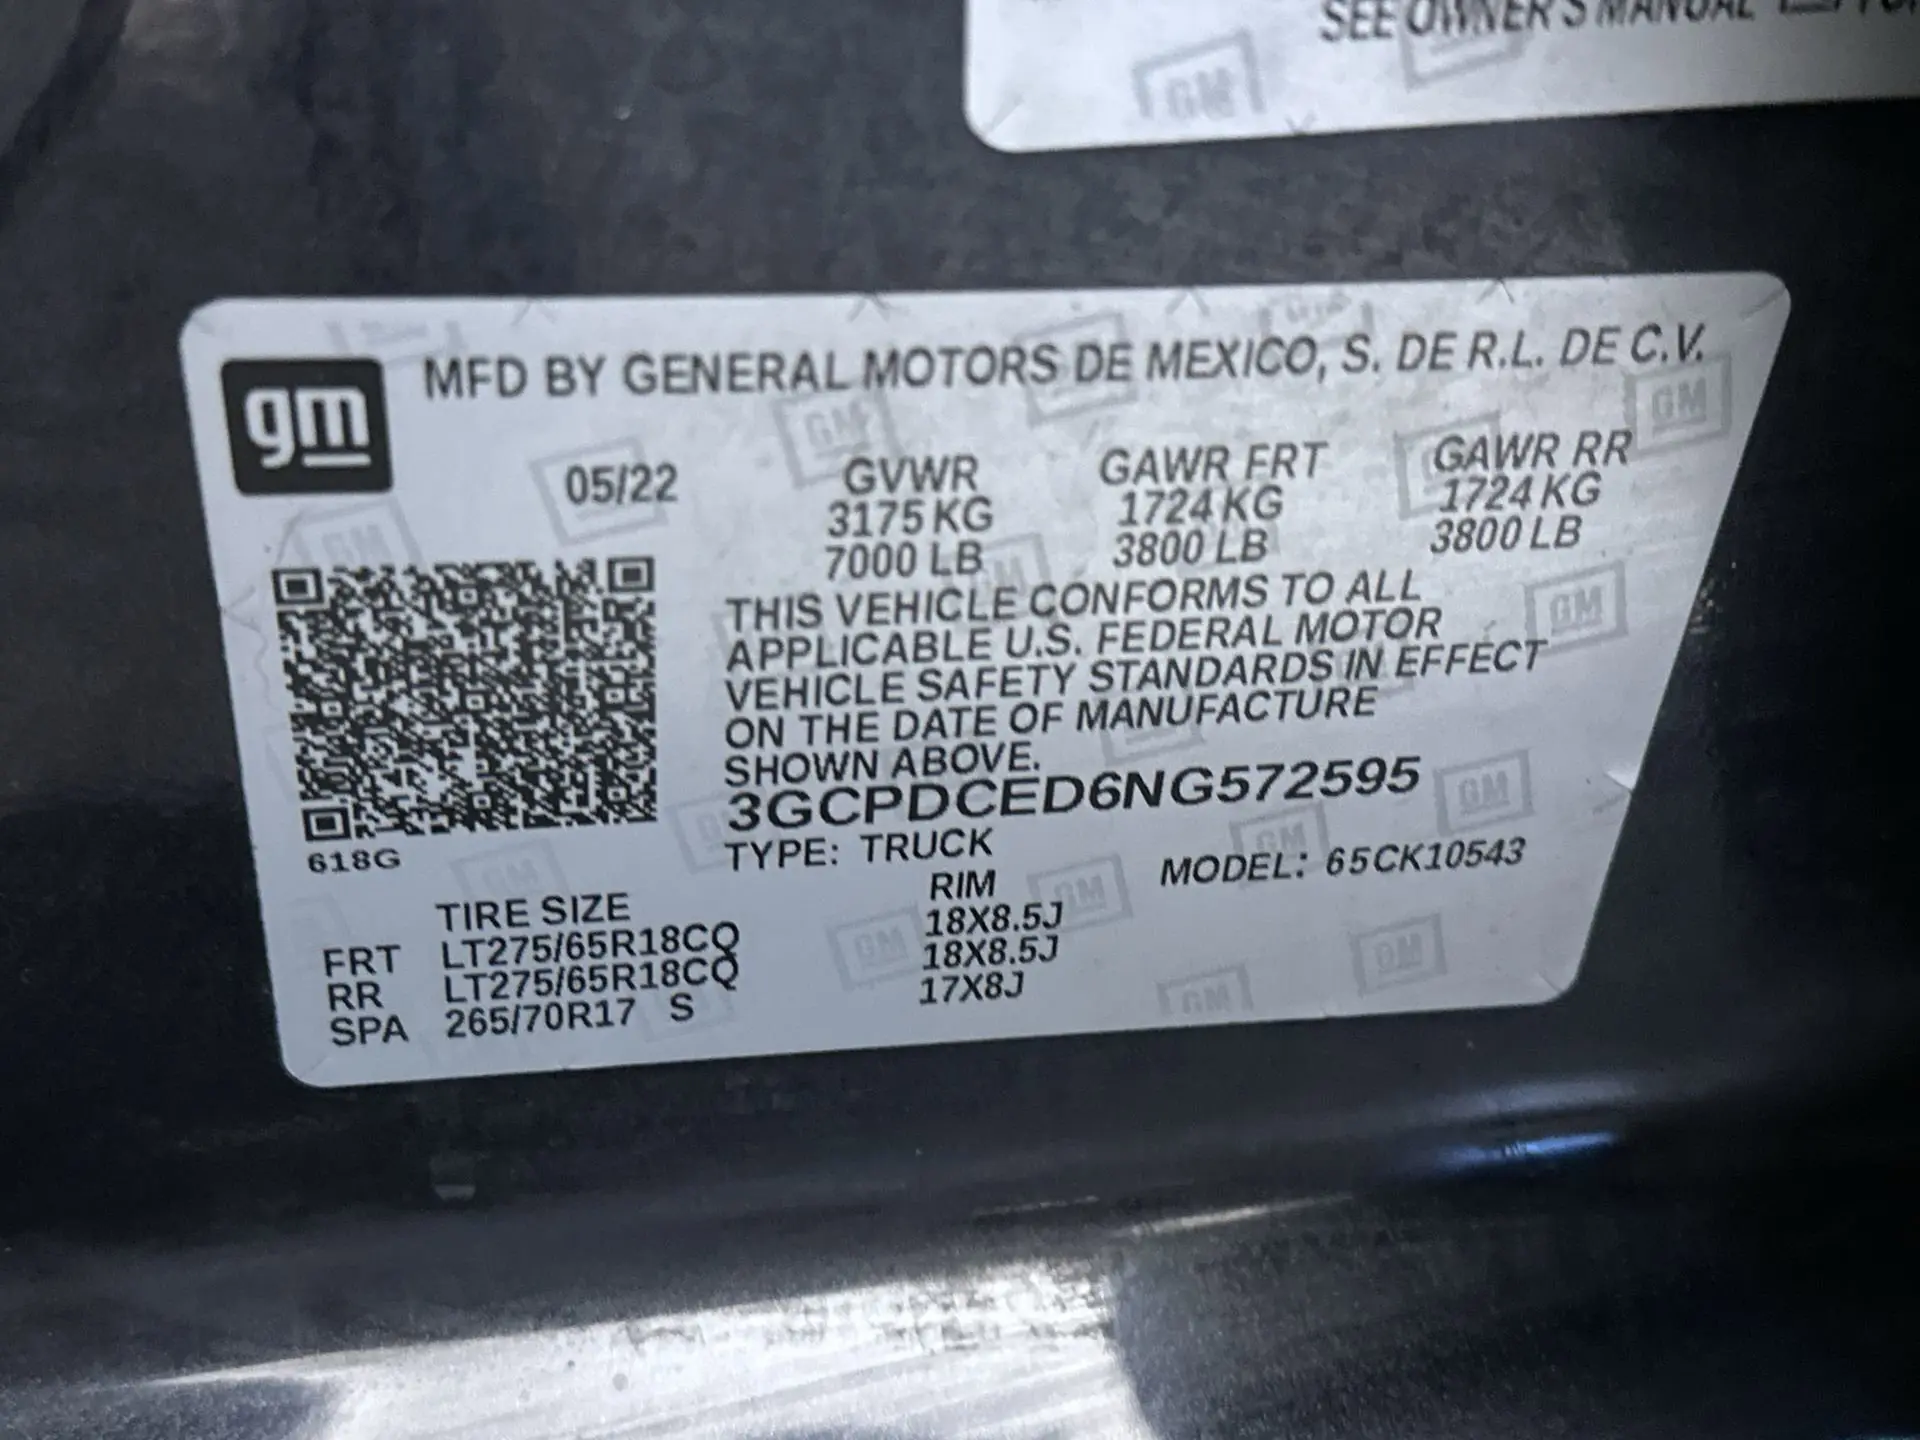 SEE OWNER'S MANUAL
gm
MFD BY GENERAL MOTORS DE MEXICO, S. DE R.L. DE C.V.
05/22 GVWR GAWR FRT GAWR RR
3175 KG 1724 KG 1724 KG
7000 LB 3800 LB 3800 LB
THIS VEHICLE CONFORMS TO ALL
APPLICABLE U.S. FEDERAL MOTOR
VEHICLE SAFETY STANDARDS IN EFFECT
ON THE DATE OF MANUFACTURE
SHOWN ABOVE.
3GCPDCED6NG572595
618G
TYPE: TRUCK MODEL: 65CK10543
TIRE SIZE RIM
FRT LT275/65R18CQ 18X8.5J
RR LT275/65R18CQ 18X8.5J
SPA 265/70R17 S 17X8J